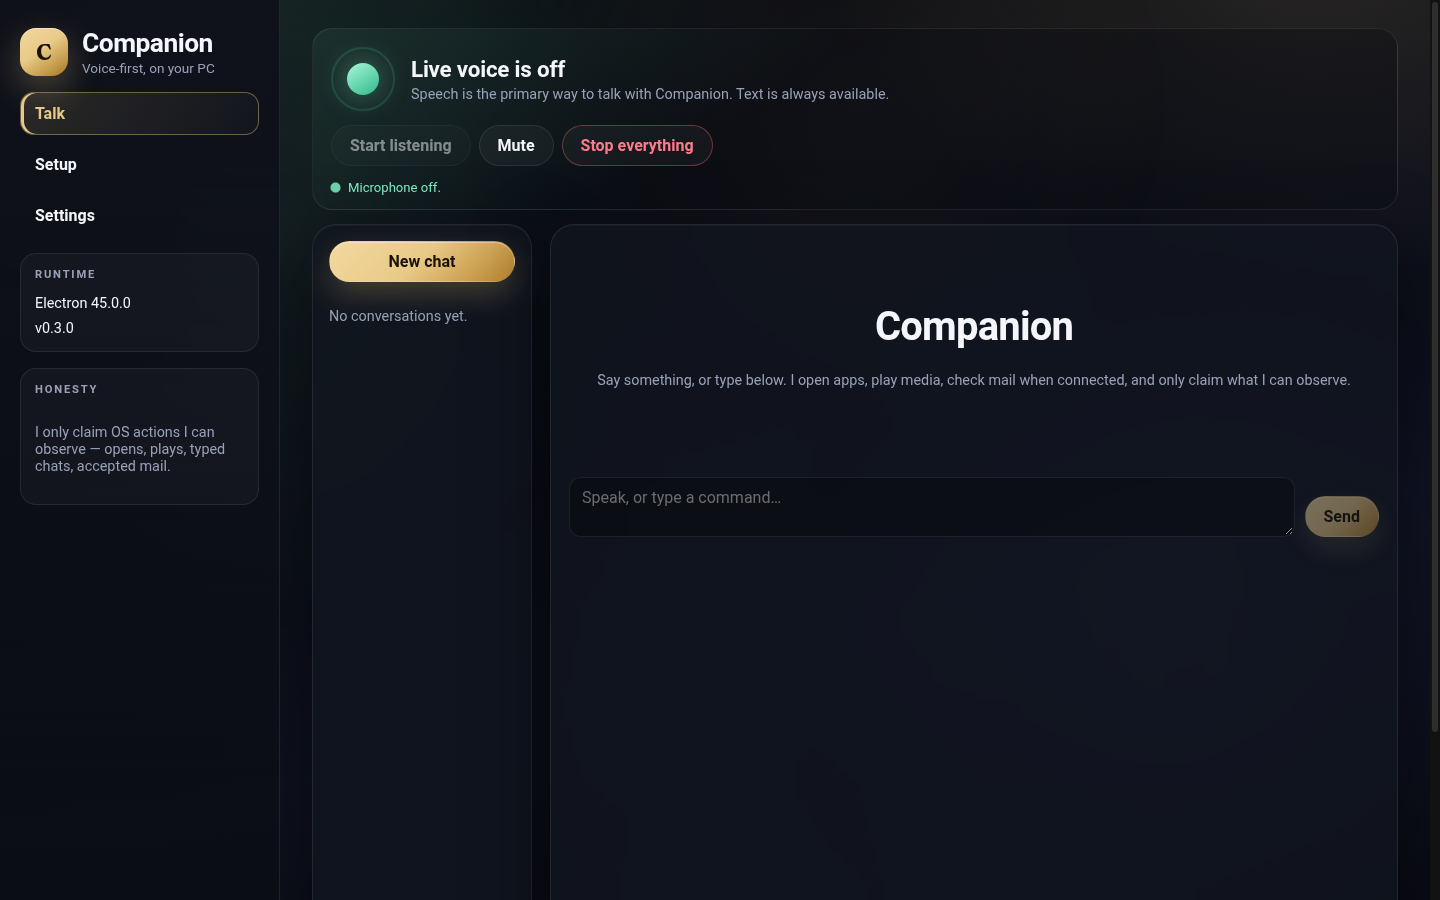 C
Companion
Voice-first, on your PC
Talk
Setup
Settings
RUNTIME
Electron 45.0.0
v0.3.0
HONESTY
I only claim OS actions I can
observe — opens, plays, typed
chats, accepted mail.
Live voice is off
Speech is the primary way to talk with Companion. Text is always available.
Start listening
Mute
Stop everything
Microphone off.
New chat
No conversations yet.
Companion
Say something, or type below. I open apps, play media, check mail when connected, and only claim what I can observe.
Speak, or type a command...
Send